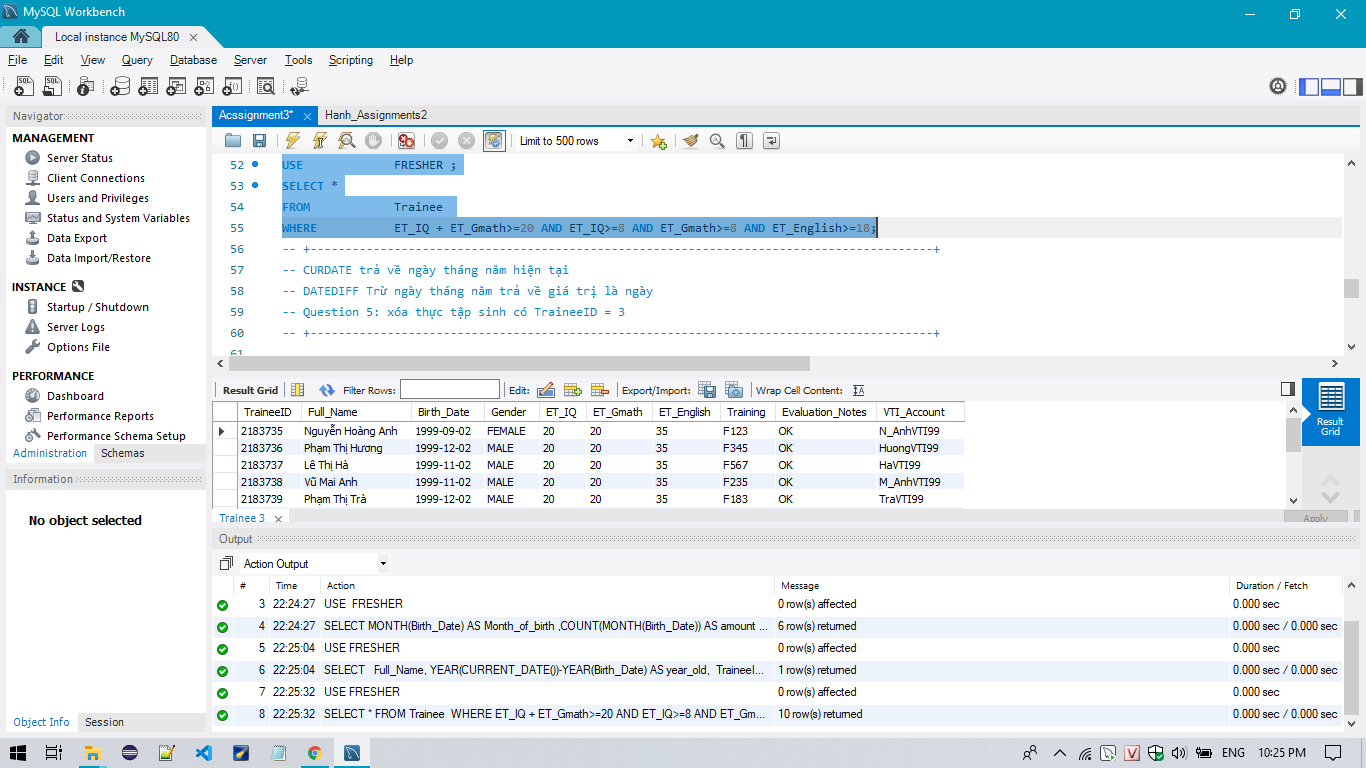 MySQL Workbench
Local instance MySQL80
File Edit View Query Database Server Tools Scripting Help
Navigator
MANAGEMENT
Server Status
Client Connections
Users and Privileges
Status and System Variables
Data Export
Data Import/Restore
INSTANCE
Startup / Shutdown
Server Logs
Options File
PERFORMANCE
Dashboard
Performance Reports
Performance Schema Setup
Administration Schemas
Information
No object selected
Object Info Session
Acssignment3* Hanh_Assignments2
Limit to 500 rows
52 USE FRESHER ;
53 SELECT *
54 FROM Trainee
55 WHERE ET_IQ + ET_Gmath>=20 AND ET_IQ>=8 AND ET_Gmath>=8 AND ET_English>=18;
56 -- +-----------------------------------------------------------------------------------------+
57 -- CURDATE trả về ngày tháng năm hiện tại
58 -- DATEDIFF Trừ ngày tháng năm trả về giá trị là ngày
59 -- Question 5: xóa thực tập sinh có TraineeID = 3
60 -- +-----------------------------------------------------------------------------------------+
61
Result Grid Filter Rows: Edit: Export/Import: Wrap Cell Content:
TraineeID Full_Name Birth_Date Gender ET_IQ ET_Gmath ET_English Training Evaluation_Notes VTI_Account
2183735 Nguyễn Hoàng Anh 1999-09-02 FEMALE 20 20 35 F123 OK N_AnhVTI99
2183736 Phạm Thị Hương 1999-12-02 MALE 20 20 35 F345 OK HuongVTI99
2183737 Lê Thị Hà 1999-11-02 MALE 20 20 35 F567 OK HaVTI99
2183738 Vũ Mai Anh 1999-11-02 MALE 20 20 35 F235 OK M_AnhVTI99
2183739 Phạm Thị Trà 1999-12-02 MALE 20 20 35 F183 OK TraVTI99
Result
Grid
Trainee 3 Apply
Output
Action Output
# Time Action Message Duration / Fetch
3 22:24:27 USE FRESHER 0 row(s) affected 0.000 sec
4 22:24:27 SELECT MONTH(Birth_Date) AS Month_of_birth ,COUNT(MONTH(Birth_Date)) AS amount ... 6 row(s) returned 0.000 sec / 0.000 sec
5 22:25:04 USE FRESHER 0 row(s) affected 0.000 sec
6 22:25:04 SELECT Full_Name, YEAR(CURRENT_DATE())-YEAR(Birth_Date) AS year_old, TraineeI... 1 row(s) returned 0.000 sec / 0.000 sec
7 22:25:32 USE FRESHER 0 row(s) affected 0.000 sec
8 22:25:32 SELECT * FROM Trainee WHERE ET_IQ + ET_Gmath>=20 AND ET_IQ>=8 AND ET_Gm... 10 row(s) returned 0.000 sec / 0.000 sec
ENG 10:25 PM